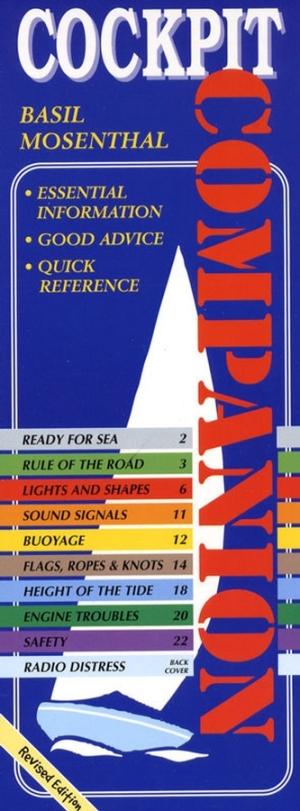 COCKPIT
COMPANION
BASIL
MOSENTHAL
• ESSENTIAL
INFORMATION
• GOOD ADVICE
• QUICK
REFERENCE
READY FOR SEA 2
RULE OF THE ROAD 3
LIGHTS AND SHAPES 6
SOUND SIGNALS 11
BUOYAGE 12
FLAGS, ROPES & KNOTS 14
HEIGHT OF THE TIDE 18
ENGINE TROUBLES 20
SAFETY 22
RADIO DISTRESS BACK
COVER
Revised Edition